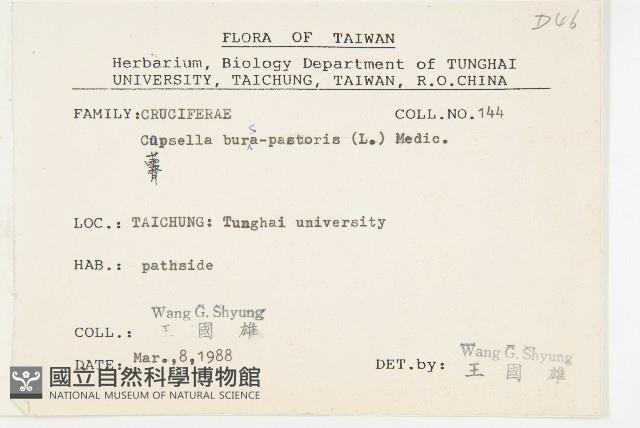 D46
FLORA OF TAIWAN
Herbarium, Biology Department of TUNGHAI
UNIVERSITY, TAICHUNG, TAIWAN, R.O.CHINA
FAMILY:CRUCIFERAE COLL.NO.144
Capsella bursa-pastoris (L.) Medic.
LOC.: TAICHUNG: Tunghai university
HAB.: pathside
Wang G. Shyung
COLL.: 王 國 雄
DATE: Mar.,8,1988
DET.by: Wang G. Shyung
王 國 雄
國立自然科學博物館
NATIONAL MUSEUM OF NATURAL SCIENCE